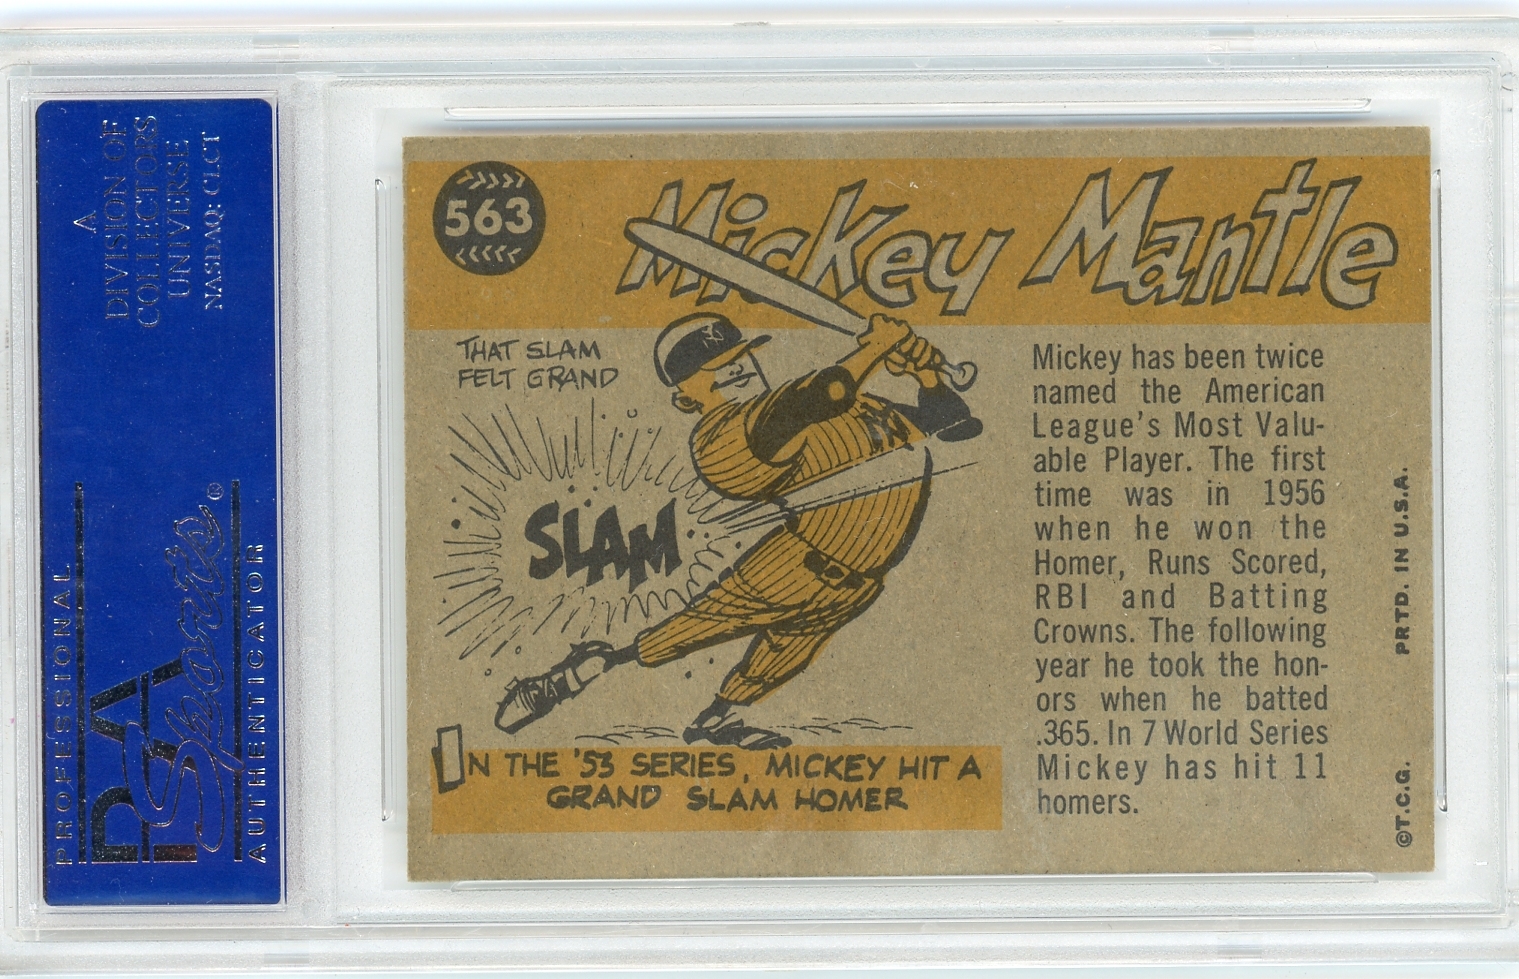 A
DIVISION OF
COLLECTORS
UNIVERSE
NASDAQ: CLCT
PROFESSIONAL
PSA
Sports®
AUTHENTICATOR
563
Mickey Mantle
THAT SLAM
FELT GRAND
NY
NY
SLAM
IN THE '53 SERIES, MICKEY HIT A
GRAND SLAM HOMER
Mickey has been twice
named the American
League's Most Valu-
able Player. The first
time was in 1956
when he won the
Homer, Runs Scored,
RBI and Batting
Crowns. The following
year he took the hon-
ors when he batted
.365. In 7 World Series
Mickey has hit 11
homers.
©T.C.G. PRTD. IN U.S.A.